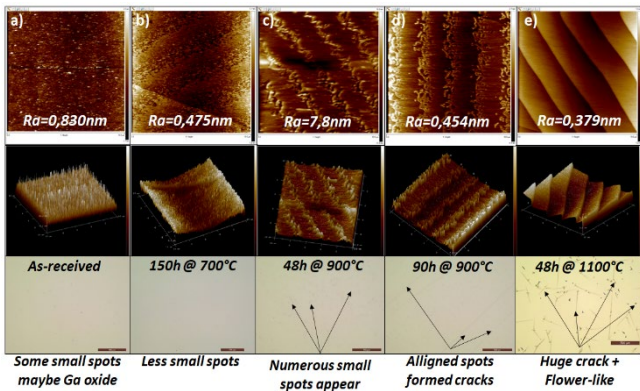 a)
b)
c)
d)
e)
Ra=0,830nm
Ra=0,475nm
Ra=7,8nm
Ra=0,454nm
Ra=0,379nm
As-received
150h @ 700°C
48h @ 900°C
90h @ 900°C
48h @ 1100°C
Some small spots
maybe Ga oxide
Less small spots
Numerous small
spots appear
Alligned spots
formed cracks
Huge crack +
Flower-like